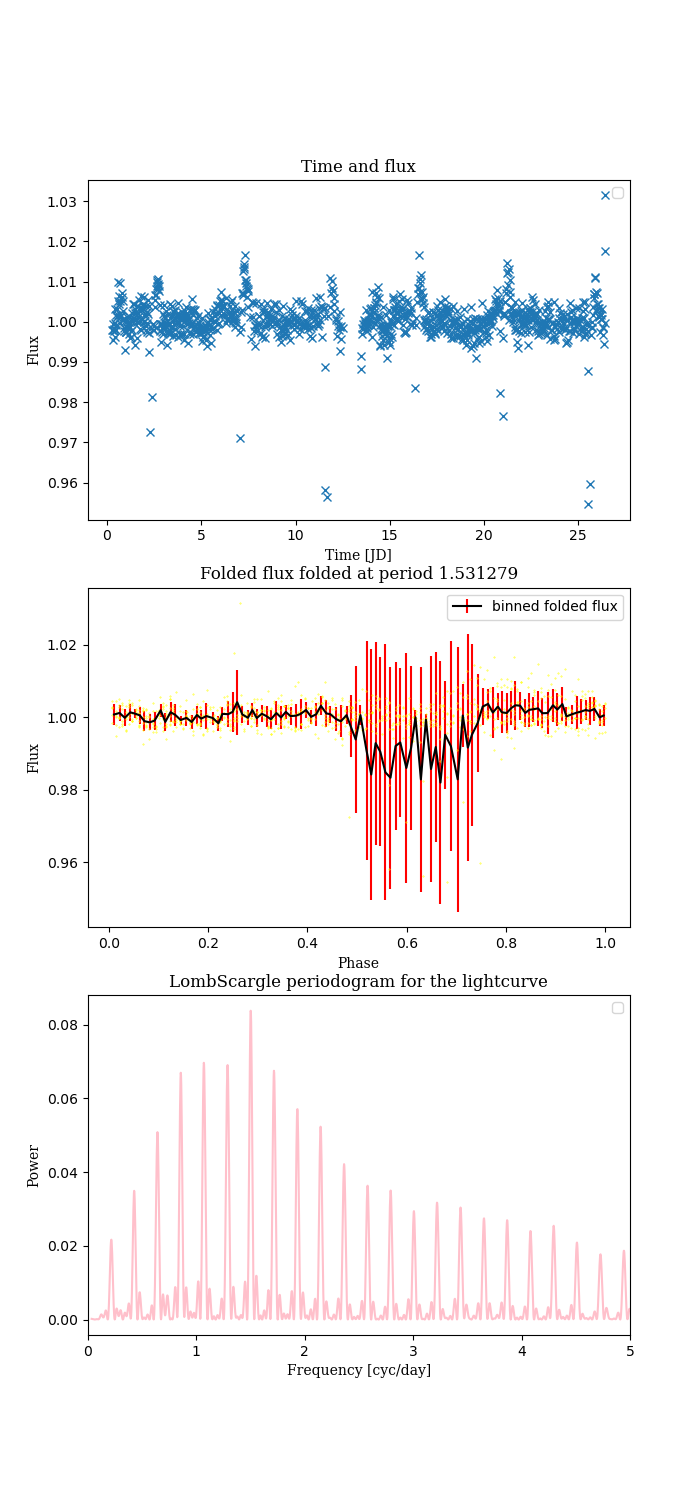 Time and flux
1.03
1.02
1.01
1.00
0.99
0.98
0.97
0.96
Flux
0 5 10 15 20 25
Time [JD]
Folded flux folded at period 1.531279
binned folded flux
1.02
1.00
0.98
0.96
Flux
0.0 0.2 0.4 0.6 0.8 1.0
Phase
LombScargle periodogram for the lightcurve
0.08
0.06
0.04
0.02
0.00
Power
0 1 2 3 4 5
Frequency [cyc/day]